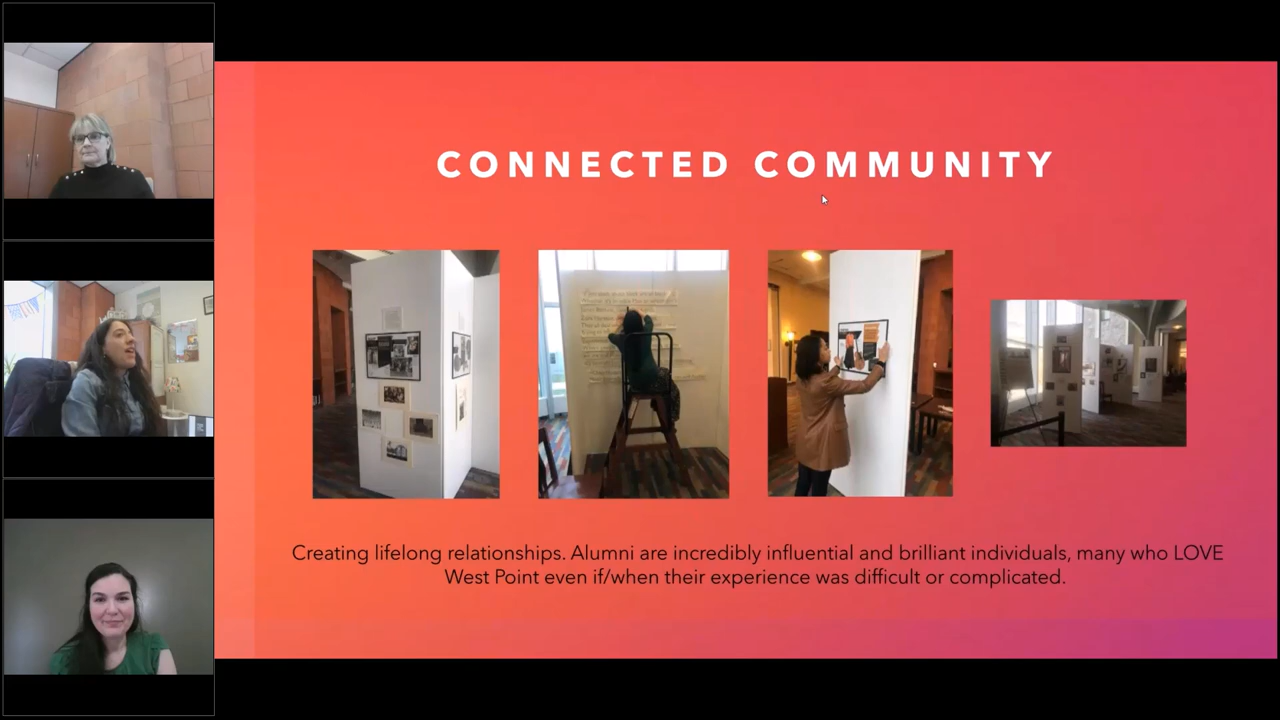 CONNECTED COMMUNITY
Creating lifelong relationships. Alumni are incredibly influential and brilliant individuals, many who LOVE
West Point even if/when their experience was difficult or complicated.